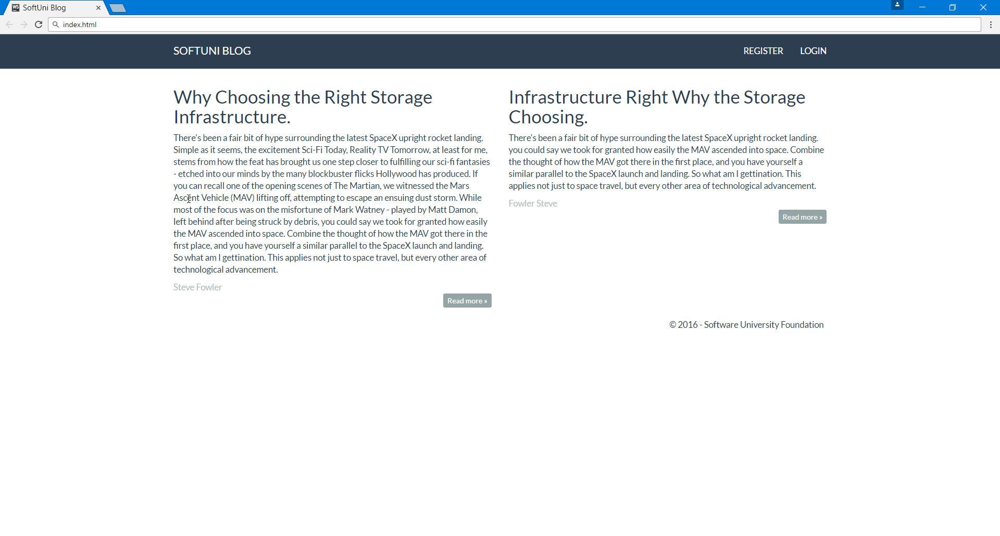 SoftUni Blog
index.html
SOFTUNI BLOG
REGISTER
LOGIN
Why Choosing the Right Storage
Infrastructure.
There's been a fair bit of hype surrounding the latest SpaceX upright rocket landing.
Simple as it seems, the excitement Sci-Fi Today, Reality TV Tomorrow, at least for me,
stems from how the feat has brought us one step closer to fulfilling our sci-fi fantasies
- etched into our minds by the many blockbuster flicks Hollywood has produced. If
you can recall one of the opening scenes of The Martian, we witnessed the Mars
Ascent Vehicle (MAV) lifting off, attempting to escape an ensuing dust storm. While
most of the focus was on the misfortune of Mark Watney - played by Matt Damon,
left behind after being struck by debris, you could say we took for granted how easily
the MAV ascended into space. Combine the thought of how the MAV got there in the
first place, and you have yourself a similar parallel to the SpaceX launch and landing.
So what am I gettination. This applies not just to space travel, but every other area of
technological advancement.
Steve Fowler
Read more »
Infrastructure Right Why the Storage
Choosing.
There's been a fair bit of hype surrounding the latest SpaceX upright rocket landing.
you could say we took for granted how easily the MAV ascended into space. Combine
the thought of how the MAV got there in the first place, and you have yourself a
similar parallel to the SpaceX launch and landing. So what am I gettination. This
applies not just to space travel, but every other area of technological advancement.
Fowler Steve
Read more »
© 2016 - Software University Foundation